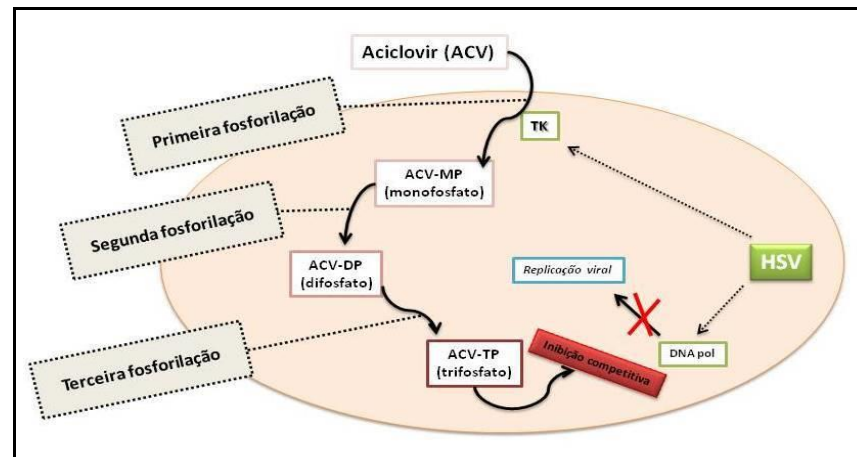 Aciclovir (ACV)
Primeira fosforilação
TK
ACV-MP
(monofosfato)
Segunda fosforilação
ACV-DP
(difosfato)
Replicação viral
HSV
Terceira fosforilação
ACV-TP
(trifosfato)
Inibição competitiva
DNA pol